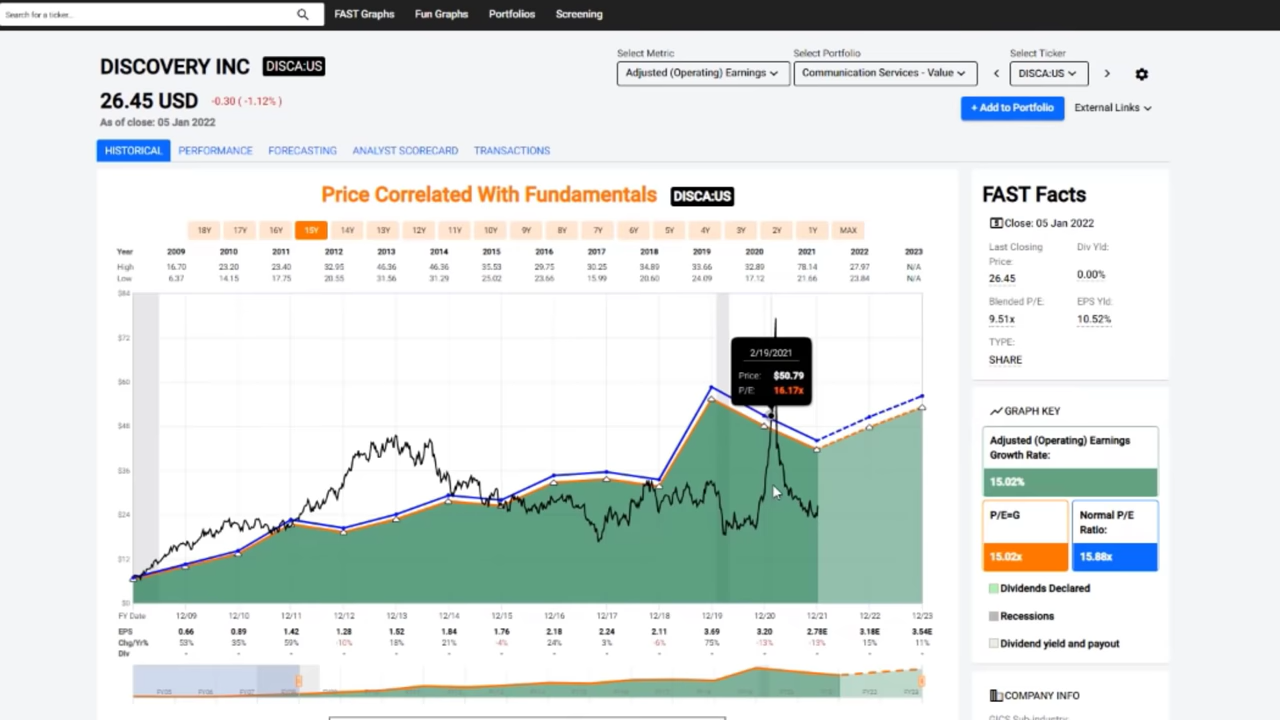 Search for a ticker...
FAST Graphs Fun Graphs Portfolios Screening
DISCOVERY INC DISCA:US
26.45 USD -0.30 ( -1.12% )
As of close: 05 Jan 2022
Select Metric Select Portfolio Select Ticker
Adjusted (Operating) Earnings Communication Services - Value DISCA:US
+ Add to Portfolio External Links
HISTORICAL PERFORMANCE FORECASTING ANALYST SCORECARD TRANSACTIONS
Price Correlated With Fundamentals DISCA:US
18Y 17Y 16Y 15Y 14Y 13Y 12Y 11Y 10Y 9Y 8Y 7Y 6Y 5Y 4Y 3Y 2Y 1Y MAX
Year 2009 2010 2011 2012 2013 2014 2015 2016 2017 2018 2019 2020 2021 2022 2023
High 16.70 23.20 23.40 32.95 46.36 46.36 35.53 29.75 30.25 34.89 33.66 32.89 78.14 27.97 N/A
Low 6.37 14.15 17.75 20.55 31.56 31.29 25.02 23.66 15.99 20.60 24.09 17.12 21.66 23.84 N/A
$84
$72
$60
$48
$36
$24
$12
$0
2/19/2021
Price: $50.79
P/E: 16.17x
FY Date 12/09 12/10 12/11 12/12 12/13 12/14 12/15 12/16 12/17 12/18 12/19 12/20 12/21 12/22 12/23
EPS 0.66 0.89 1.42 1.28 1.52 1.84 1.76 2.18 2.24 2.11 3.69 3.20 2.78E 3.18E 3.54E
Chg/Yr% 53% 35% 59% -10% 18% 21% -4% 24% 3% -6% 75% -13% -13% 15% 11%
Div - - - - - - - - - - - - - - -
FAST Facts
Close: 05 Jan 2022
Last Closing Price: 26.45
Div Yld: 0.00%
Blended P/E: 9.51x
EPS Yld: 10.52%
TYPE:
SHARE
GRAPH KEY
Adjusted (Operating) Earnings
Growth Rate:
15.02%
P/E=G
15.02x
Normal P/E
Ratio:
15.88x
Dividends Declared
Recessions
Dividend yield and payout
COMPANY INFO